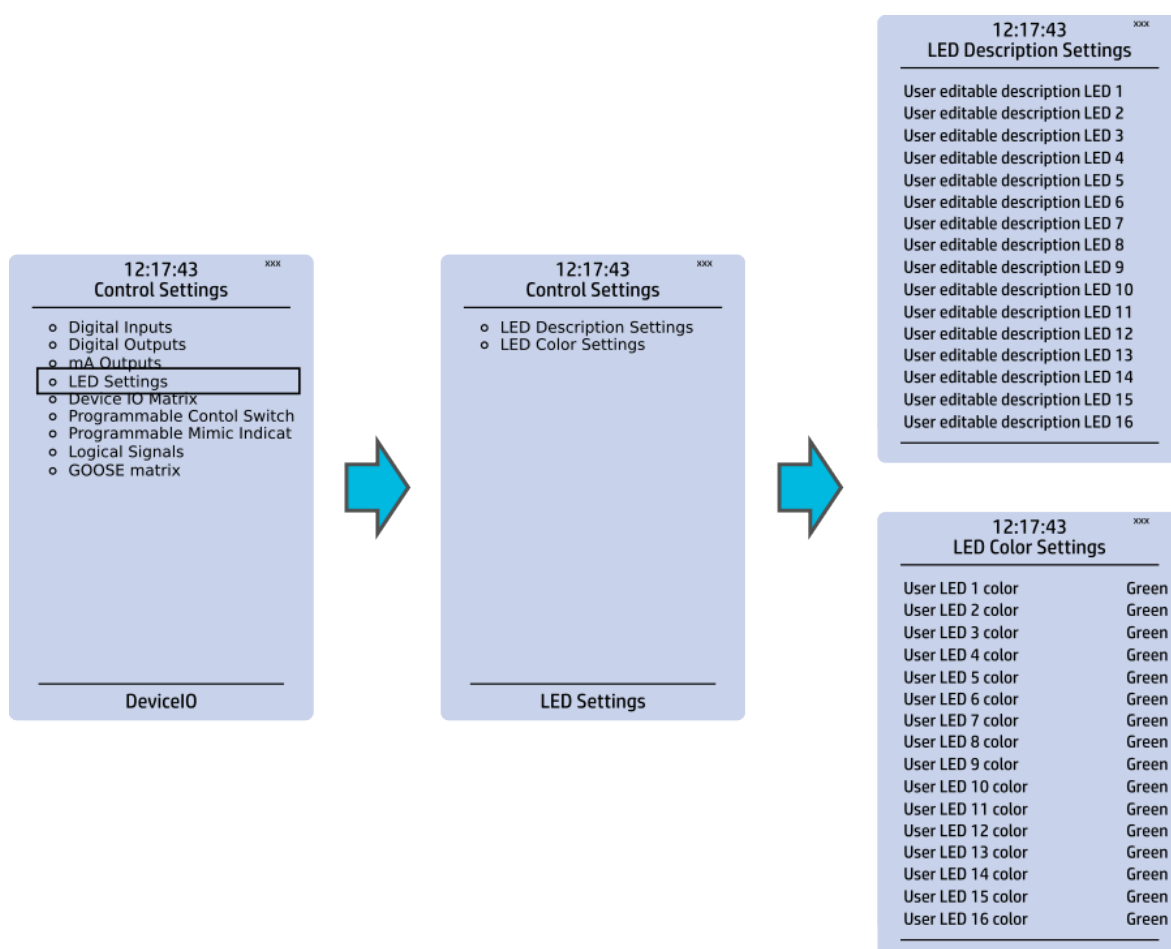 12:17:43 xxx
Control Settings
Digital Inputs
Digital Outputs
mA Outputs
LED Settings
Device IO Matrix
Programmable Contol Switch
Programmable Mimic Indicat
Logical Signals
GOOSE matrix
DeviceIO
12:17:43 xxx
Control Settings
LED Description Settings
LED Color Settings
LED Settings
12:17:43 xxx
LED Description Settings
User editable description LED 1
User editable description LED 2
User editable description LED 3
User editable description LED 4
User editable description LED 5
User editable description LED 6
User editable description LED 7
User editable description LED 8
User editable description LED 9
User editable description LED 10
User editable description LED 11
User editable description LED 12
User editable description LED 13
User editable description LED 14
User editable description LED 15
User editable description LED 16
12:17:43 xxx
LED Color Settings
User LED 1 color Green
User LED 2 color Green
User LED 3 color Green
User LED 4 color Green
User LED 5 color Green
User LED 6 color Green
User LED 7 color Green
User LED 8 color Green
User LED 9 color Green
User LED 10 color Green
User LED 11 color Green
User LED 12 color Green
User LED 13 color Green
User LED 14 color Green
User LED 15 color Green
User LED 16 color Green